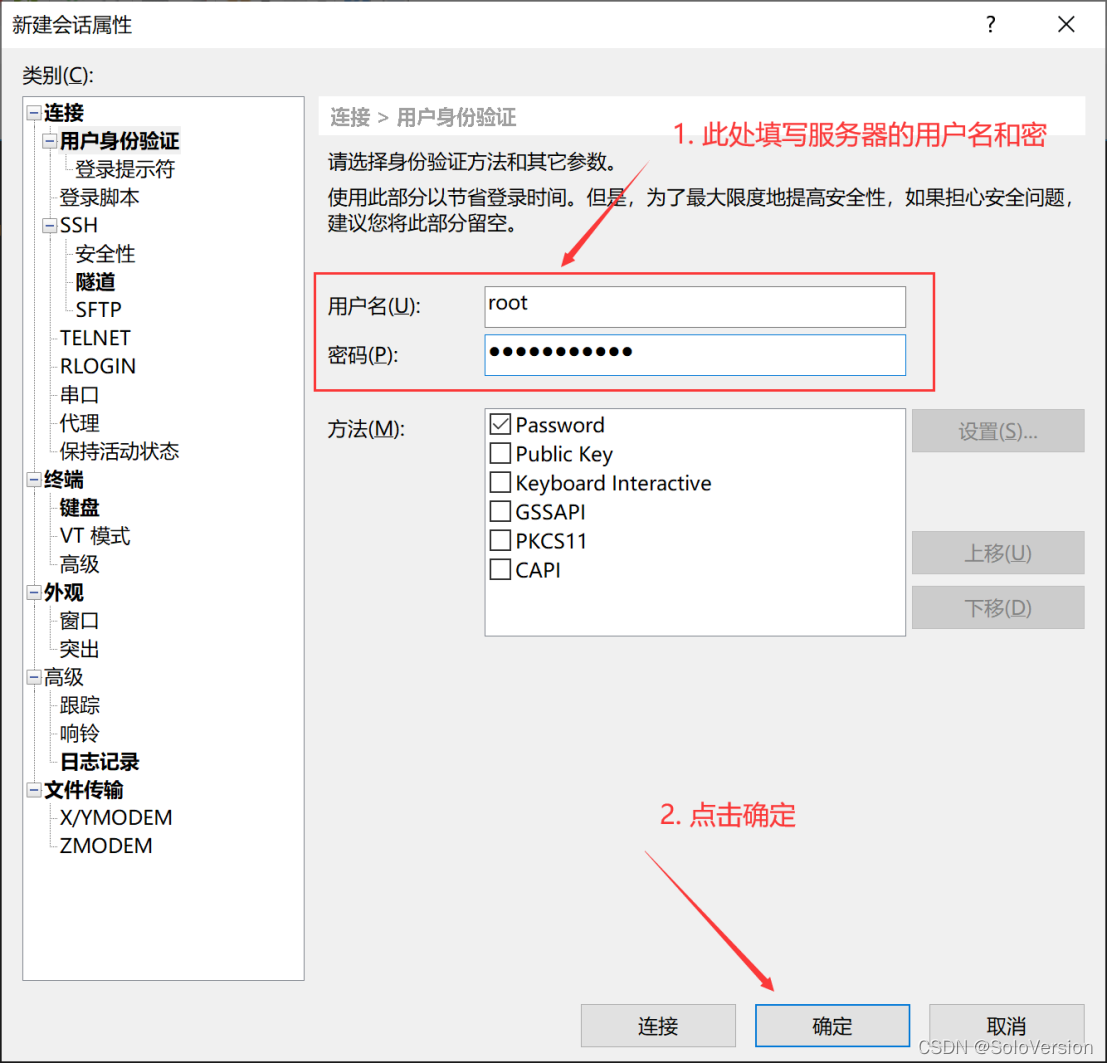 新建会话属性
?
类别(C):
连接
用户身份验证
登录提示符
登录脚本
SSH
安全性
隧道
SFTP
TELNET
RLOGIN
串口
代理
保持活动状态
终端
键盘
VT 模式
高级
外观
窗口
突出
高级
跟踪
响铃
日志记录
文件传输
X/YMODEM
ZMODEM
连接 > 用户身份验证
1. 此处填写服务器的用户名和密
请选择身份验证方法和其它参数。
使用此部分以节省登录时间。但是，为了最大限度地提高安全性，如果担心安全问题，
建议您将此部分留空。
用户名(U):
root
密码(P):
●●●●●●●●●●●
方法(M):
Password
Public Key
Keyboard Interactive
GSSAPI
PKCS11
CAPI
设置(S)...
上移(U)
下移(D)
2. 点击确定
连接
确定
取消
CSDN @SoloVersion